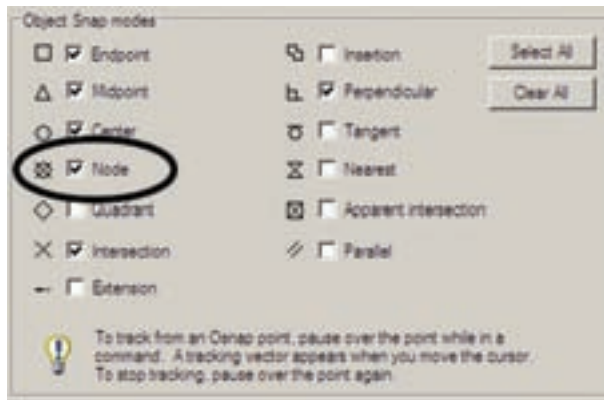 Object Snap modes
Endpoint
Insertion
Select All
Midpoint
Perpendicular
Clear All
Center
Tangent
Node
Nearest
Quadrant
Apparent intersection
Intersection
Parallel
Extension
To track from an Osnap point, pause over the point while in a
command. A tracking vector appears when you move the cursor.
To stop tracking, pause over the point again.